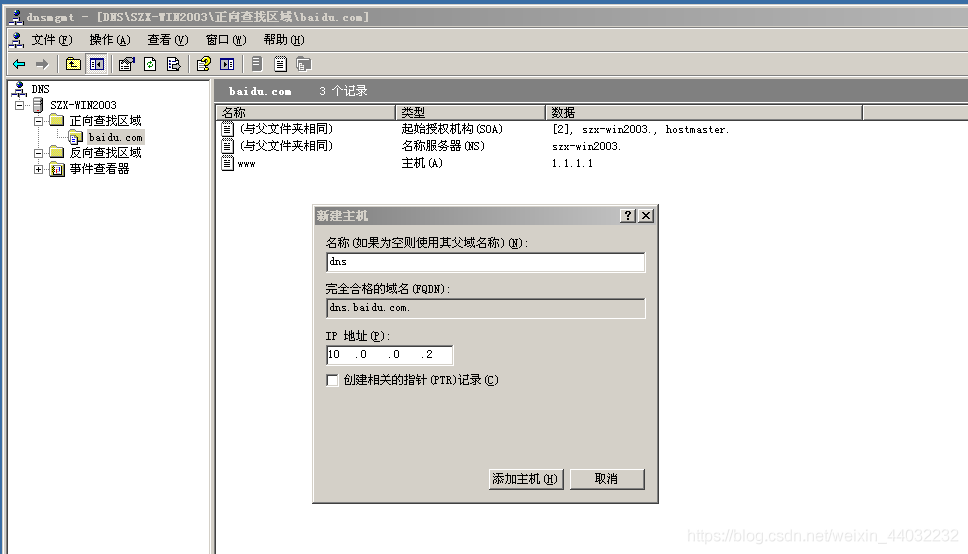 dnsmgmt - [DNS\SZX-WIN2003\正向查找区域\baidu.com]
文件(F) 操作(A) 查看(V) 窗口(W) 帮助(H)
DNS
SZX-WIN2003
正向查找区域
baidu.com
反向查找区域
事件查看器
baidu.com 3 个记录
名称 类型 数据
(与父文件夹相同) 起始授权机构(SOA) [2], szx-win2003., hostmaster.
(与父文件夹相同) 名称服务器(NS) szx-win2003.
www 主机(A) 1.1.1.1
新建主机
名称(如果为空则使用其父域名称)(N):
dns
完全合格的域名(FQDN):
dns.baidu.com.
IP 地址(P):
10 .0 .0 .2
创建相关的指针(PTR)记录(C)
添加主机(H) 取消
https://blog.csdn.net/weixin_44032232